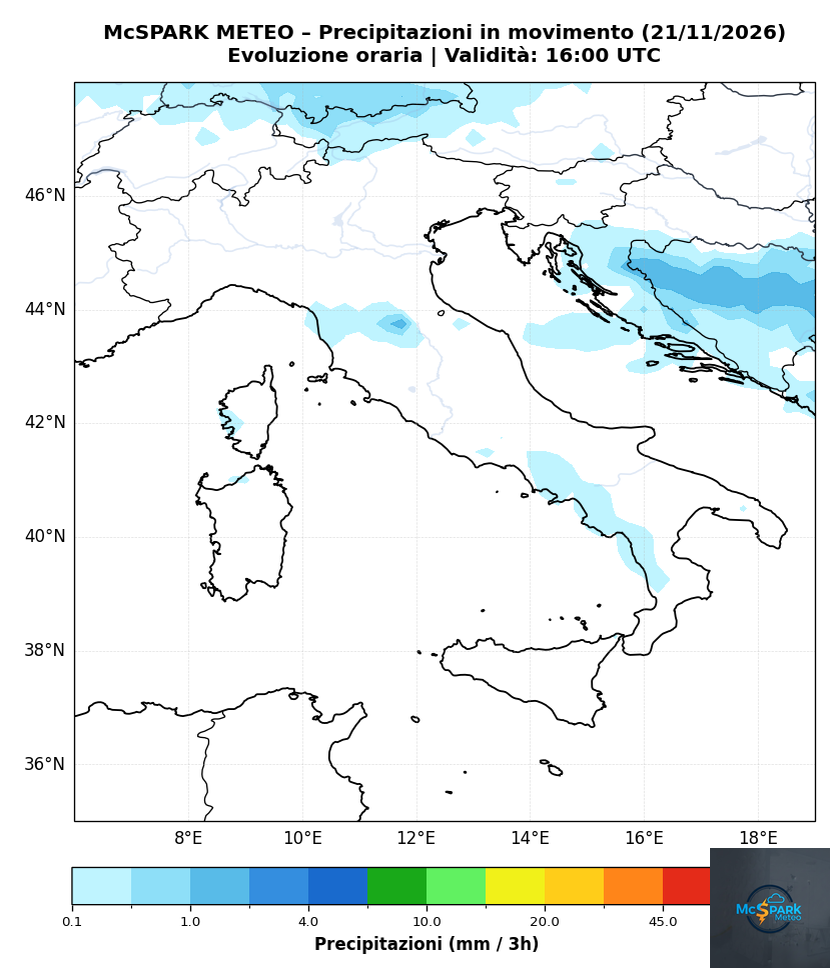 McSPARK METEO – Precipitazioni in movimento (21/11/2026)
Evoluzione oraria | Validità: 16:00 UTC
46°N
44°N
42°N
40°N
38°N
36°N
8°E 10°E 12°E 14°E 16°E 18°E
0.1 1.0 4.0 10.0 20.0 45.0
Precipitazioni (mm / 3h)
McSPARK
Meteo